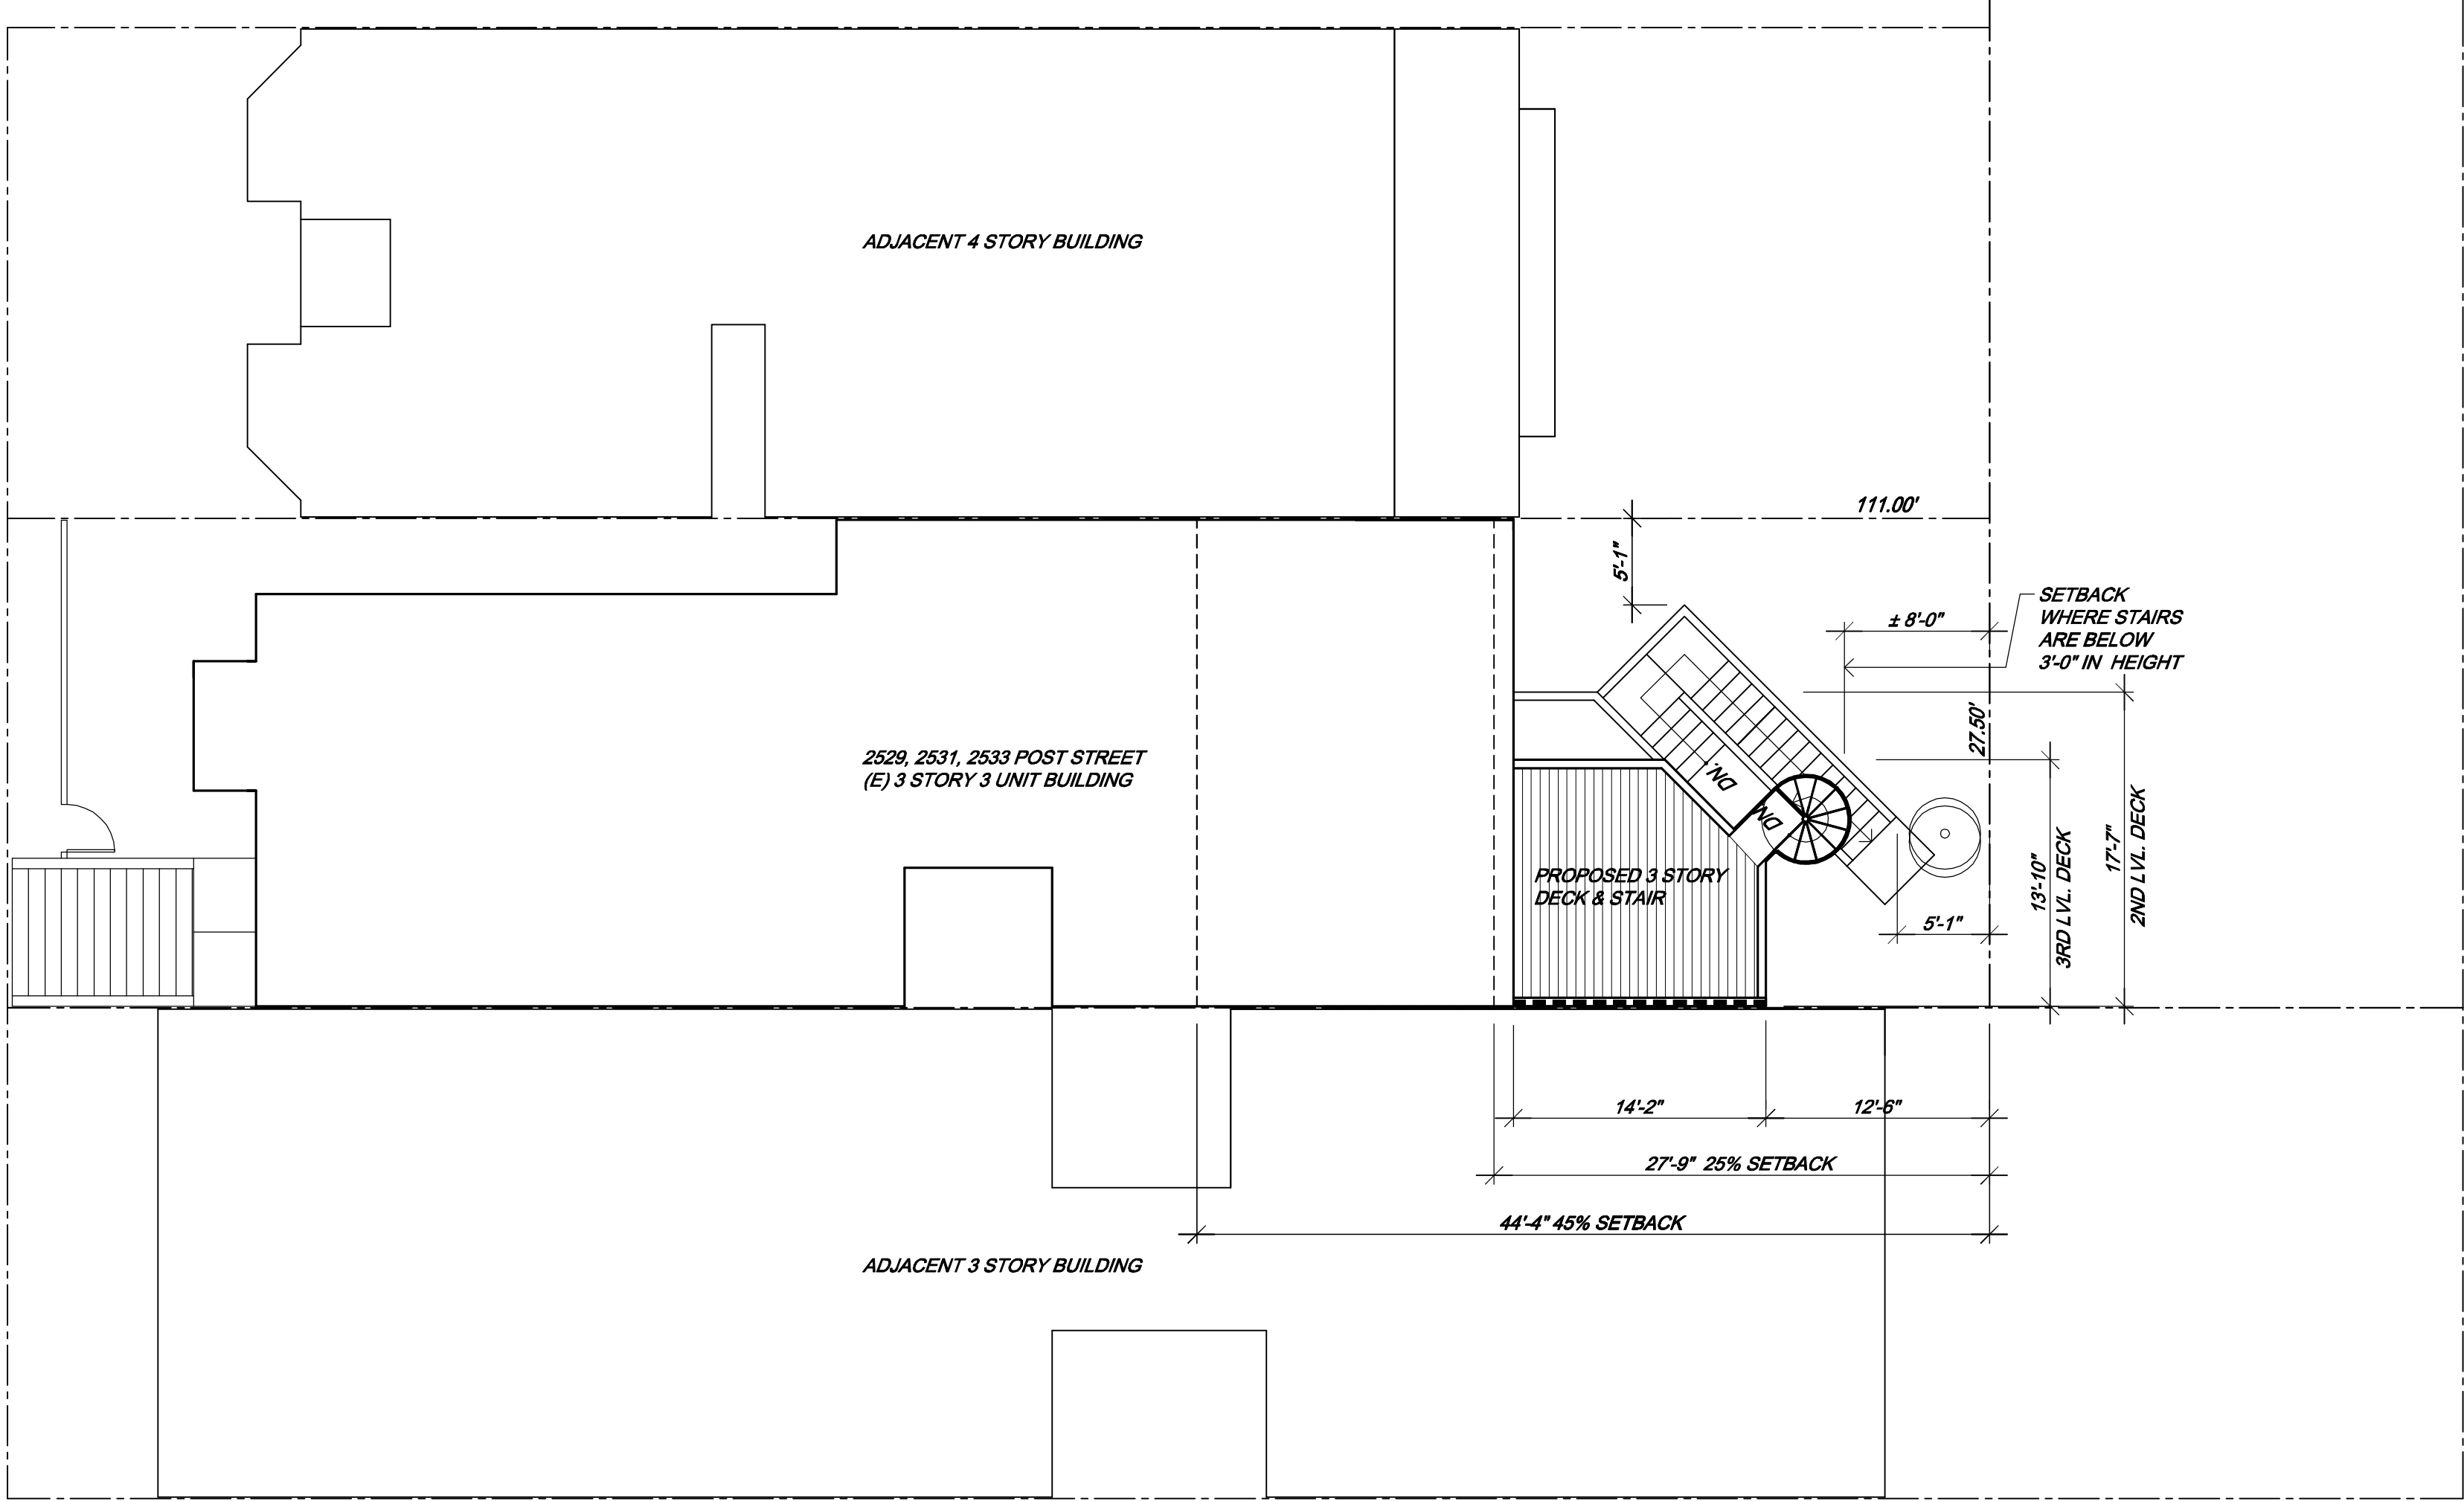 ADJACENT 4 STORY BUILDING
111.00'
5'-1"
± 8'-0"
SETBACK
WHERE STAIRS
ARE BELOW
3'-0" IN  HEIGHT
27.50'
2529, 2531, 2533 POST STREET
(E) 3 STORY 3 UNIT BUILDING
DN.
DN
PROPOSED 3 STORY
DECK & STAIR
5'-1"
13'-10"
3RD LVL. DECK
17'-7"
2ND LVL. DECK
14'-2"
12'-6"
27'-9"  25% SETBACK
44'-4" 45% SETBACK
ADJACENT 3 STORY BUILDING